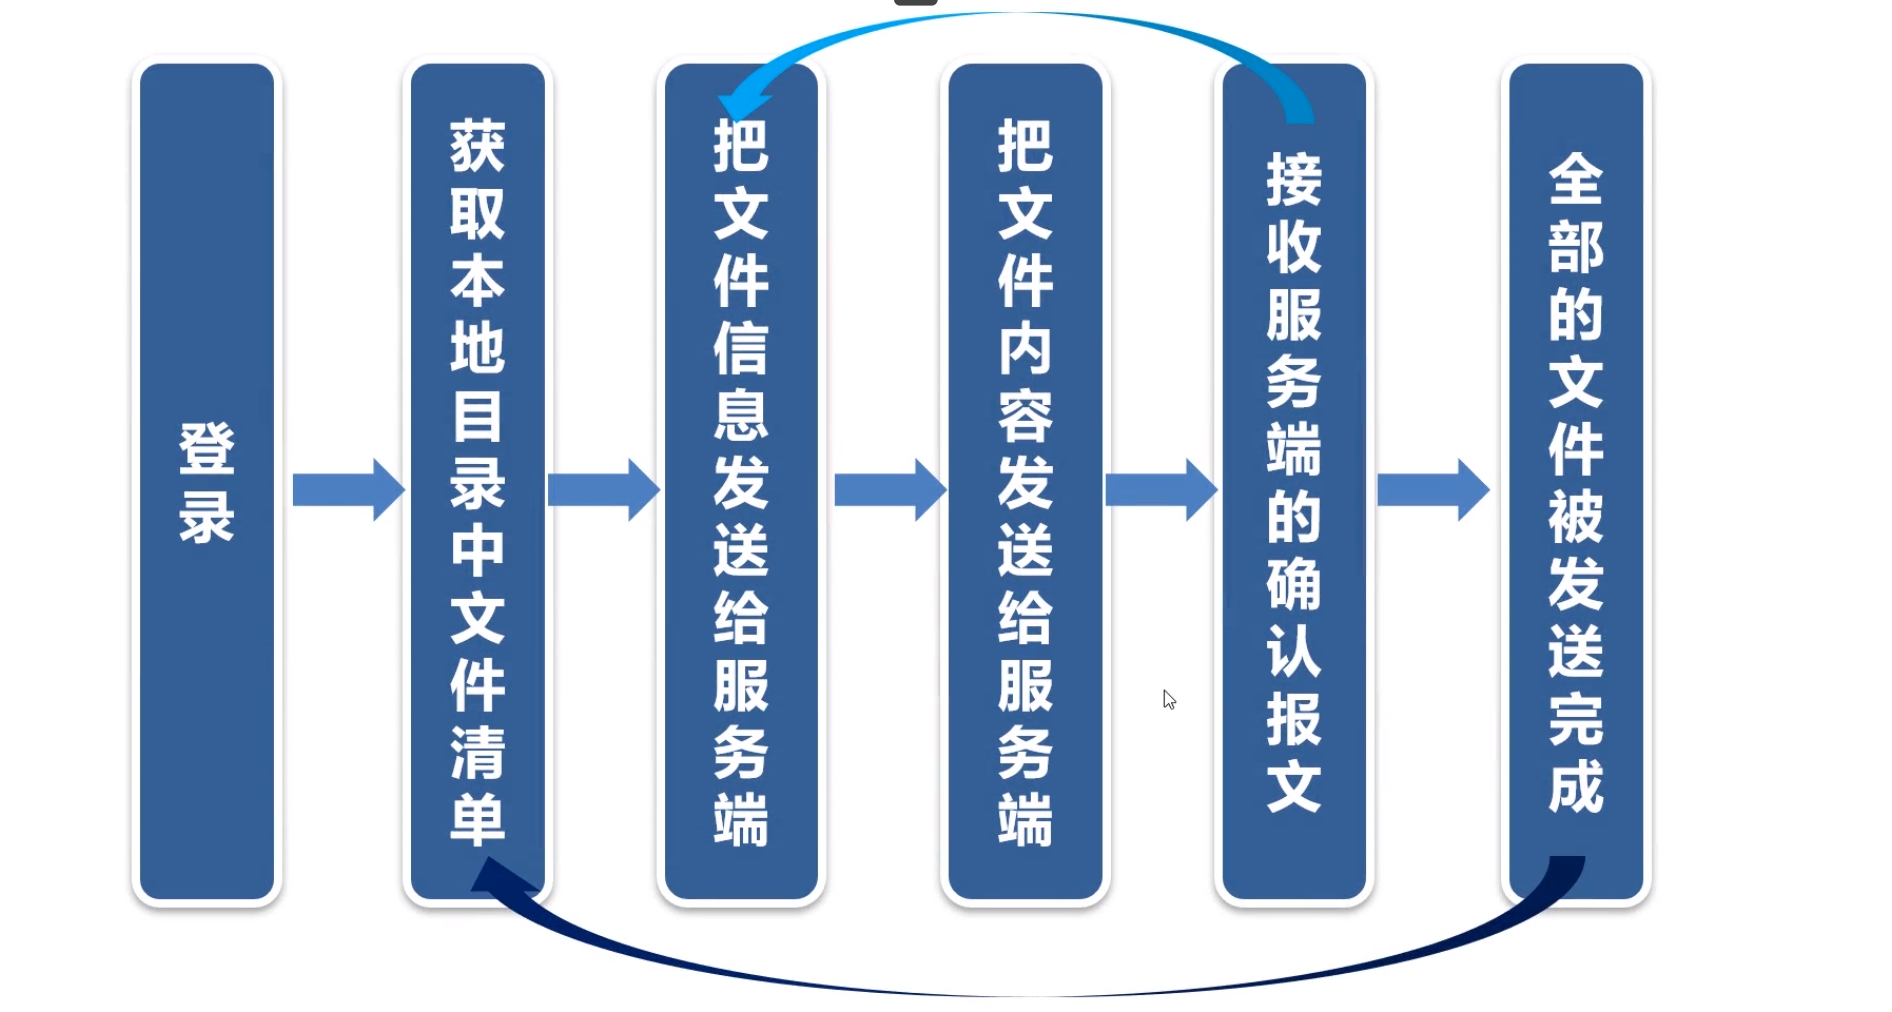 登录
获取本地目录中文件清单
把文件信息发送给服务端
把文件内容发送给服务端
接收服务端的确认报文
全部的文件被发送完成